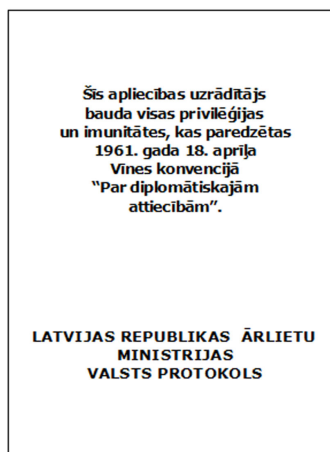 Šīs apliecības uzrādītājs
bauda visas privilēģijas
un imunitātes, kas paredzētas
1961. gada 18. aprīļa
Vīnes konvencijā
“Par diplomātiskajām
attiecībām”.
LATVIJAS REPUBLIKAS ĀRLIETU
MINISTRIJAS
VALSTS PROTOKOLS